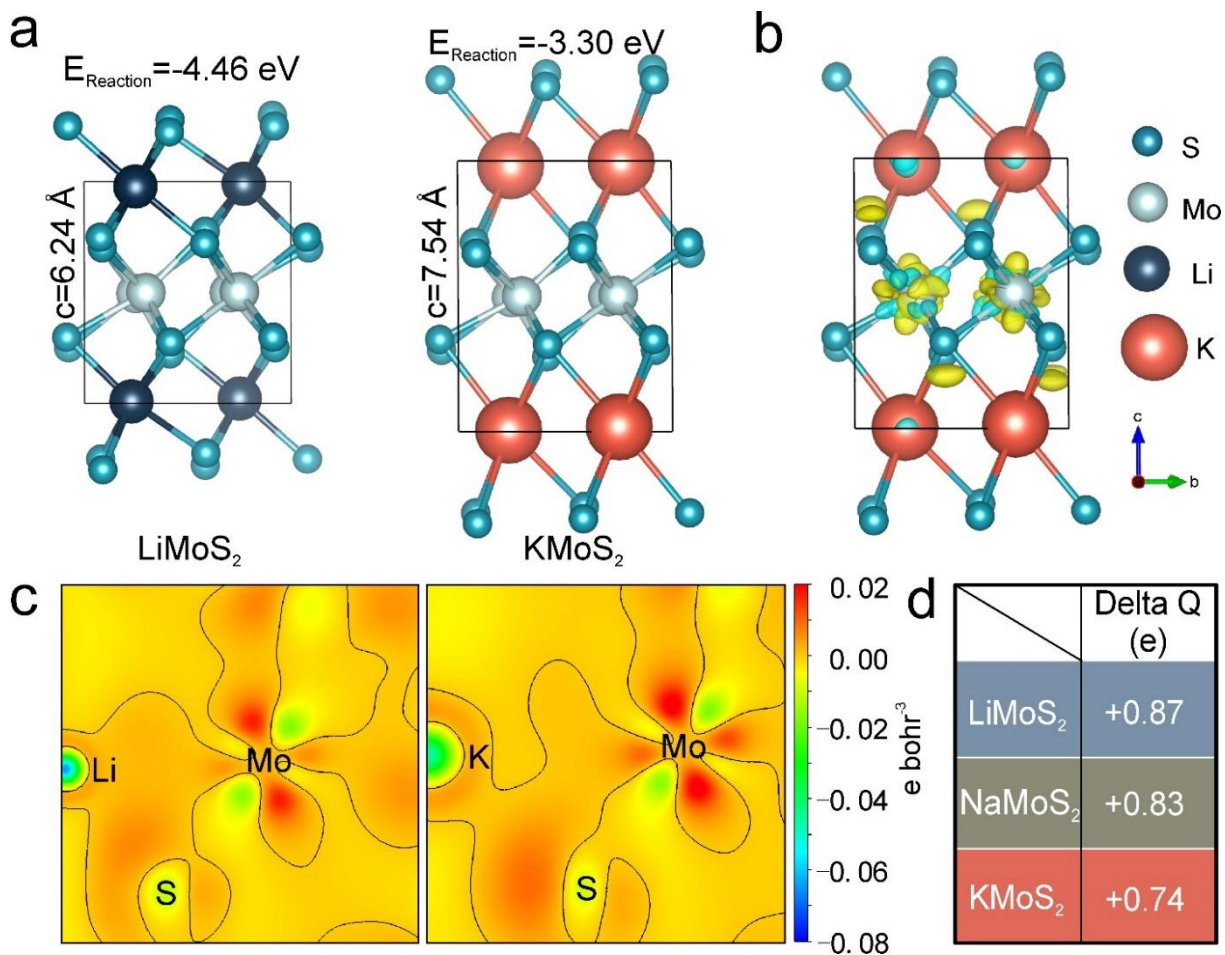 a
E_Reaction=-4.46 eV
E_Reaction=-3.30 eV
b
c=6.24 Å
c=7.54 Å
S
Mo
Li
K
c
b
LiMoS₂
KMoS₂
c
Li
Mo
S
K
Mo
S
0.02
0.00
−0.02
−0.04
−0.06
−0.08
e bohr⁻³
d
Delta Q
(e)
LiMoS₂ +0.87
NaMoS₂ +0.83
KMoS₂ +0.74